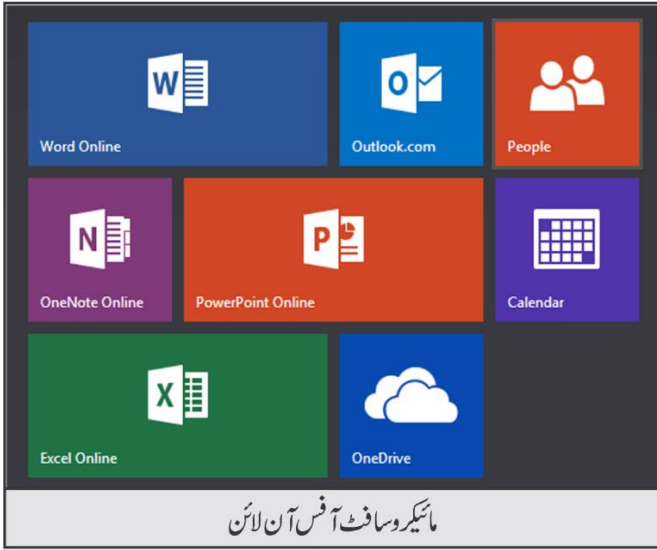 W
Word Online
O
Outlook.com
People
N
OneNote Online
P
PowerPoint Online
Calendar
X
Excel Online
OneDrive
مائیکروسافٹ آفس آن لائن